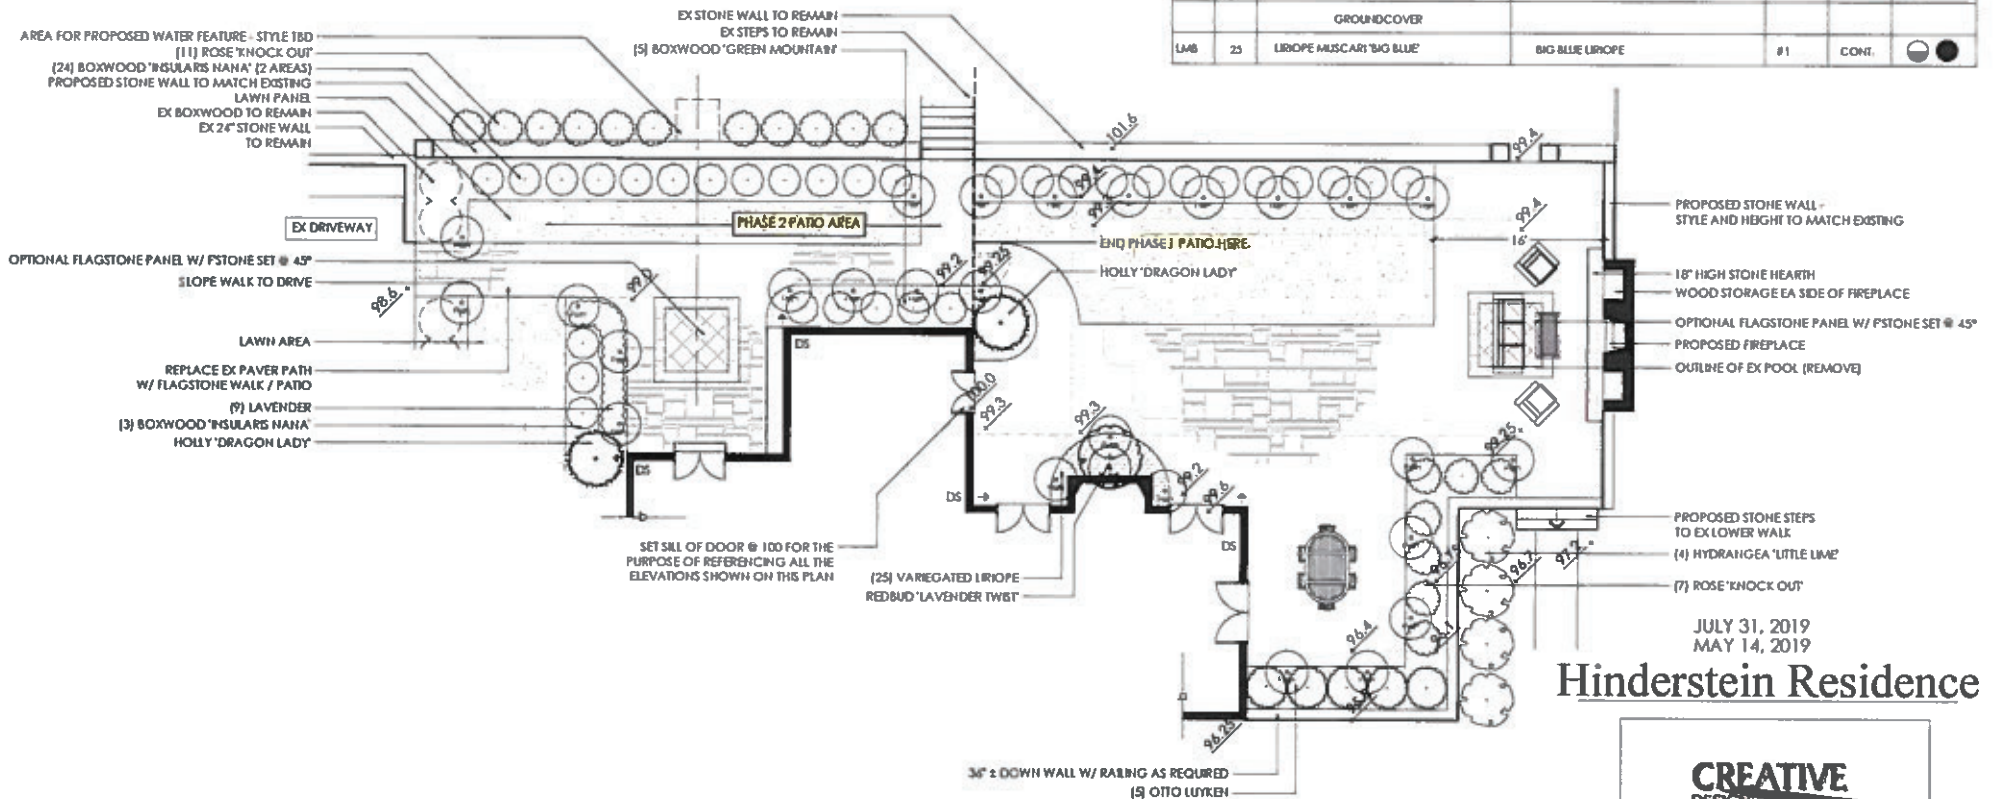 GROUNDCOVER
LMB 25 LIRIOPE MUSCARI 'BIG BLUE' BIG BLUE LIRIOPE #1 CONT.
AREA FOR PROPOSED WATER FEATURE - STYLE TBD
(11) ROSE 'KNOCK OUT'
(24) BOXWOOD 'INSULARIS NANA' (2 AREAS)
PROPOSED STONE WALL TO MATCH EXISTING
LAWN PANEL
EX BOXWOOD TO REMAIN
EX 24" STONE WALL
TO REMAIN
EX STONE WALL TO REMAIN
EX STEPS TO REMAIN
(5) BOXWOOD 'GREEN MOUNTAIN'
101.6
99.4
EX DRIVEWAY
PHASE 2 PATIO AREA
99.4
PROPOSED STONE WALL -
STYLE AND HEIGHT TO MATCH EXISTING
16'
END PHASE 1 PATIO HERE
HOLLY 'DRAGON LADY'
OPTIONAL FLAGSTONE PANEL W/ F'STONE SET @ 45°
SLOPE WALK TO DRIVE
98.6
99.0
99.2
99.25
18" HIGH STONE HEARTH
WOOD STORAGE EA SIDE OF FIREPLACE
OPTIONAL FLAGSTONE PANEL W/ F'STONE SET @ 45°
PROPOSED FIREPLACE
OUTLINE OF EX POOL (REMOVE)
LAWN AREA
REPLACE EX PAVER PATH
W/ FLAGSTONE WALK / PATIO
(9) LAVENDER
(3) BOXWOOD 'INSULARIS NANA'
HOLLY 'DRAGON LADY'
DS
100.0
99.3
99.3
99.25
DS
DS
99.2
99.6
DS
SET SILL OF DOOR @ 100 FOR THE
PURPOSE OF REFERENCING ALL THE
ELEVATIONS SHOWN ON THIS PLAN
(25) VARIEGATED LIRIOPE
REDBUD 'LAVENDER TWIST'
PROPOSED STONE STEPS
TO EX LOWER WALK
(4) HYDRANGEA 'LITTLE LIME'
(7) ROSE 'KNOCK OUT'
96.7
97.2
96.4
96.25
36" ± DOWN WALL W/ RAILING AS REQUIRED
(5) OTTO LUYKEN
JULY 31, 2019
MAY 14, 2019
Hinderstein Residence
CREATIVE